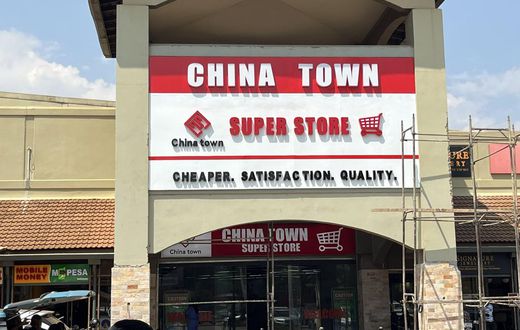 CHINA TOWN
China town
SUPER STORE
CHEAPER. SATISFACTION. QUALITY.
CHINA TOWN
China town
SUPER STORE
MOBILE
MONEY
M PESA